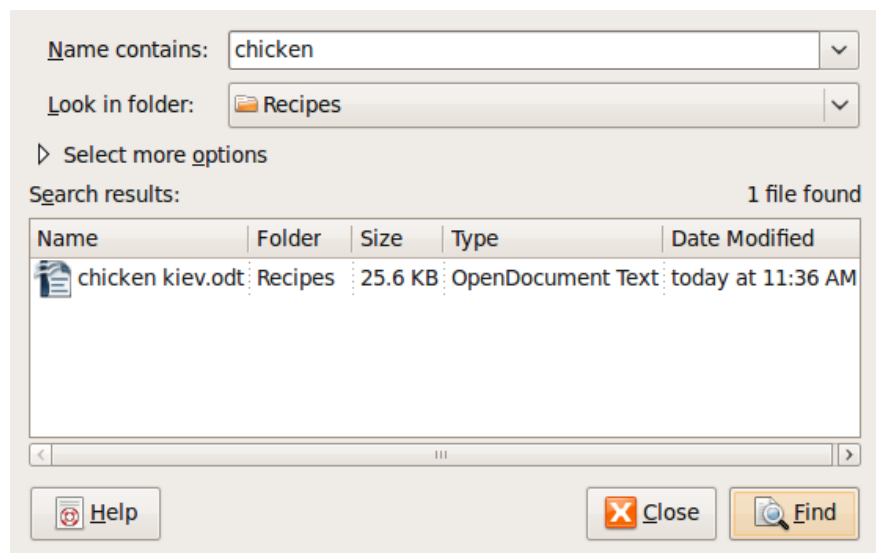 Name contains: chicken
Look in folder: Recipes
Select more options
Search results: 1 file found
Name Folder Size Type Date Modified
chicken kiev.odt Recipes 25.6 KB OpenDocument Text today at 11:36 AM
Help Close Find